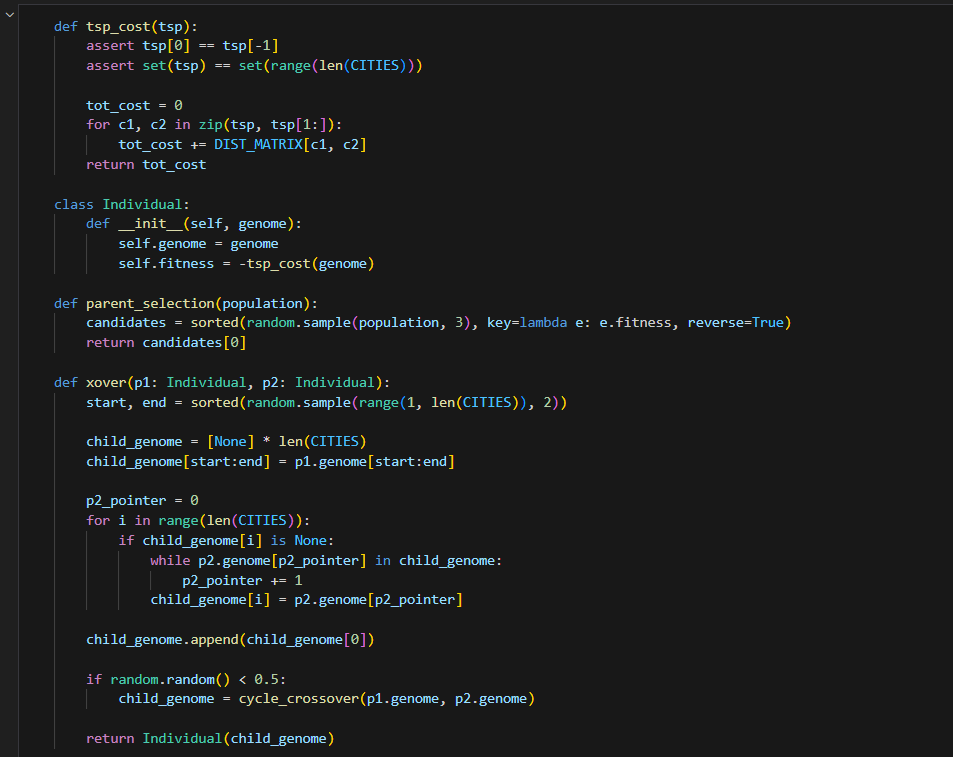 def tsp_cost(tsp):
    assert tsp[0] == tsp[-1]
    assert set(tsp) == set(range(len(CITIES)))

    tot_cost = 0
    for c1, c2 in zip(tsp, tsp[1:]):
        tot_cost += DIST_MATRIX[c1, c2]
    return tot_cost

class Individual:
    def __init__(self, genome):
        self.genome = genome
        self.fitness = -tsp_cost(genome)

def parent_selection(population):
    candidates = sorted(random.sample(population, 3), key=lambda e: e.fitness, reverse=True)
    return candidates[0]

def xover(p1: Individual, p2: Individual):
    start, end = sorted(random.sample(range(1, len(CITIES)), 2))

    child_genome = [None] * len(CITIES)
    child_genome[start:end] = p1.genome[start:end]

    p2_pointer = 0
    for i in range(len(CITIES)):
        if child_genome[i] is None:
            while p2.genome[p2_pointer] in child_genome:
                p2_pointer += 1
            child_genome[i] = p2.genome[p2_pointer]

    child_genome.append(child_genome[0])

    if random.random() < 0.5:
        child_genome = cycle_crossover(p1.genome, p2.genome)

    return Individual(child_genome)